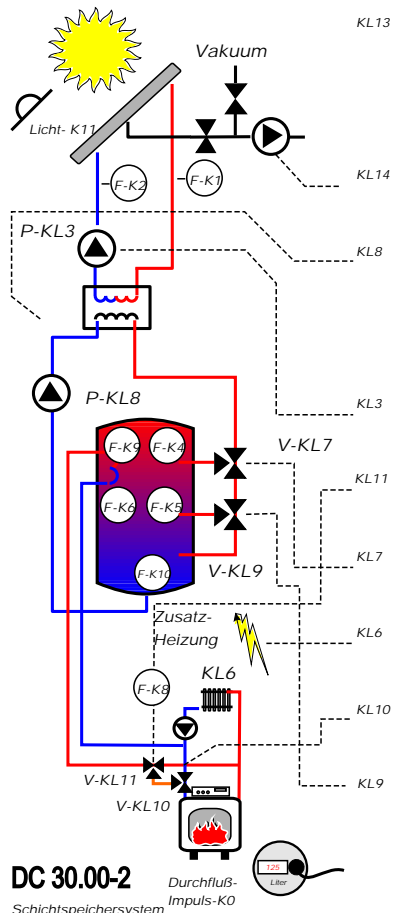 KL13
Vakuum
Licht- K11
F-K2
F-K1
KL14
P-KL3
KL8
P-KL8
KL3
F-K9
F-K4
V-KL7
KL11
F-K6
F-K5
F-K10
V-KL9
KL7
Zusatz-
Heizung
KL6
F-K8
KL6
KL10
V-KL11
KL9
V-KL10
DC 30.00-2
Schichtspeichersystem
Durchfluß-
Impuls-K0
125
Liter